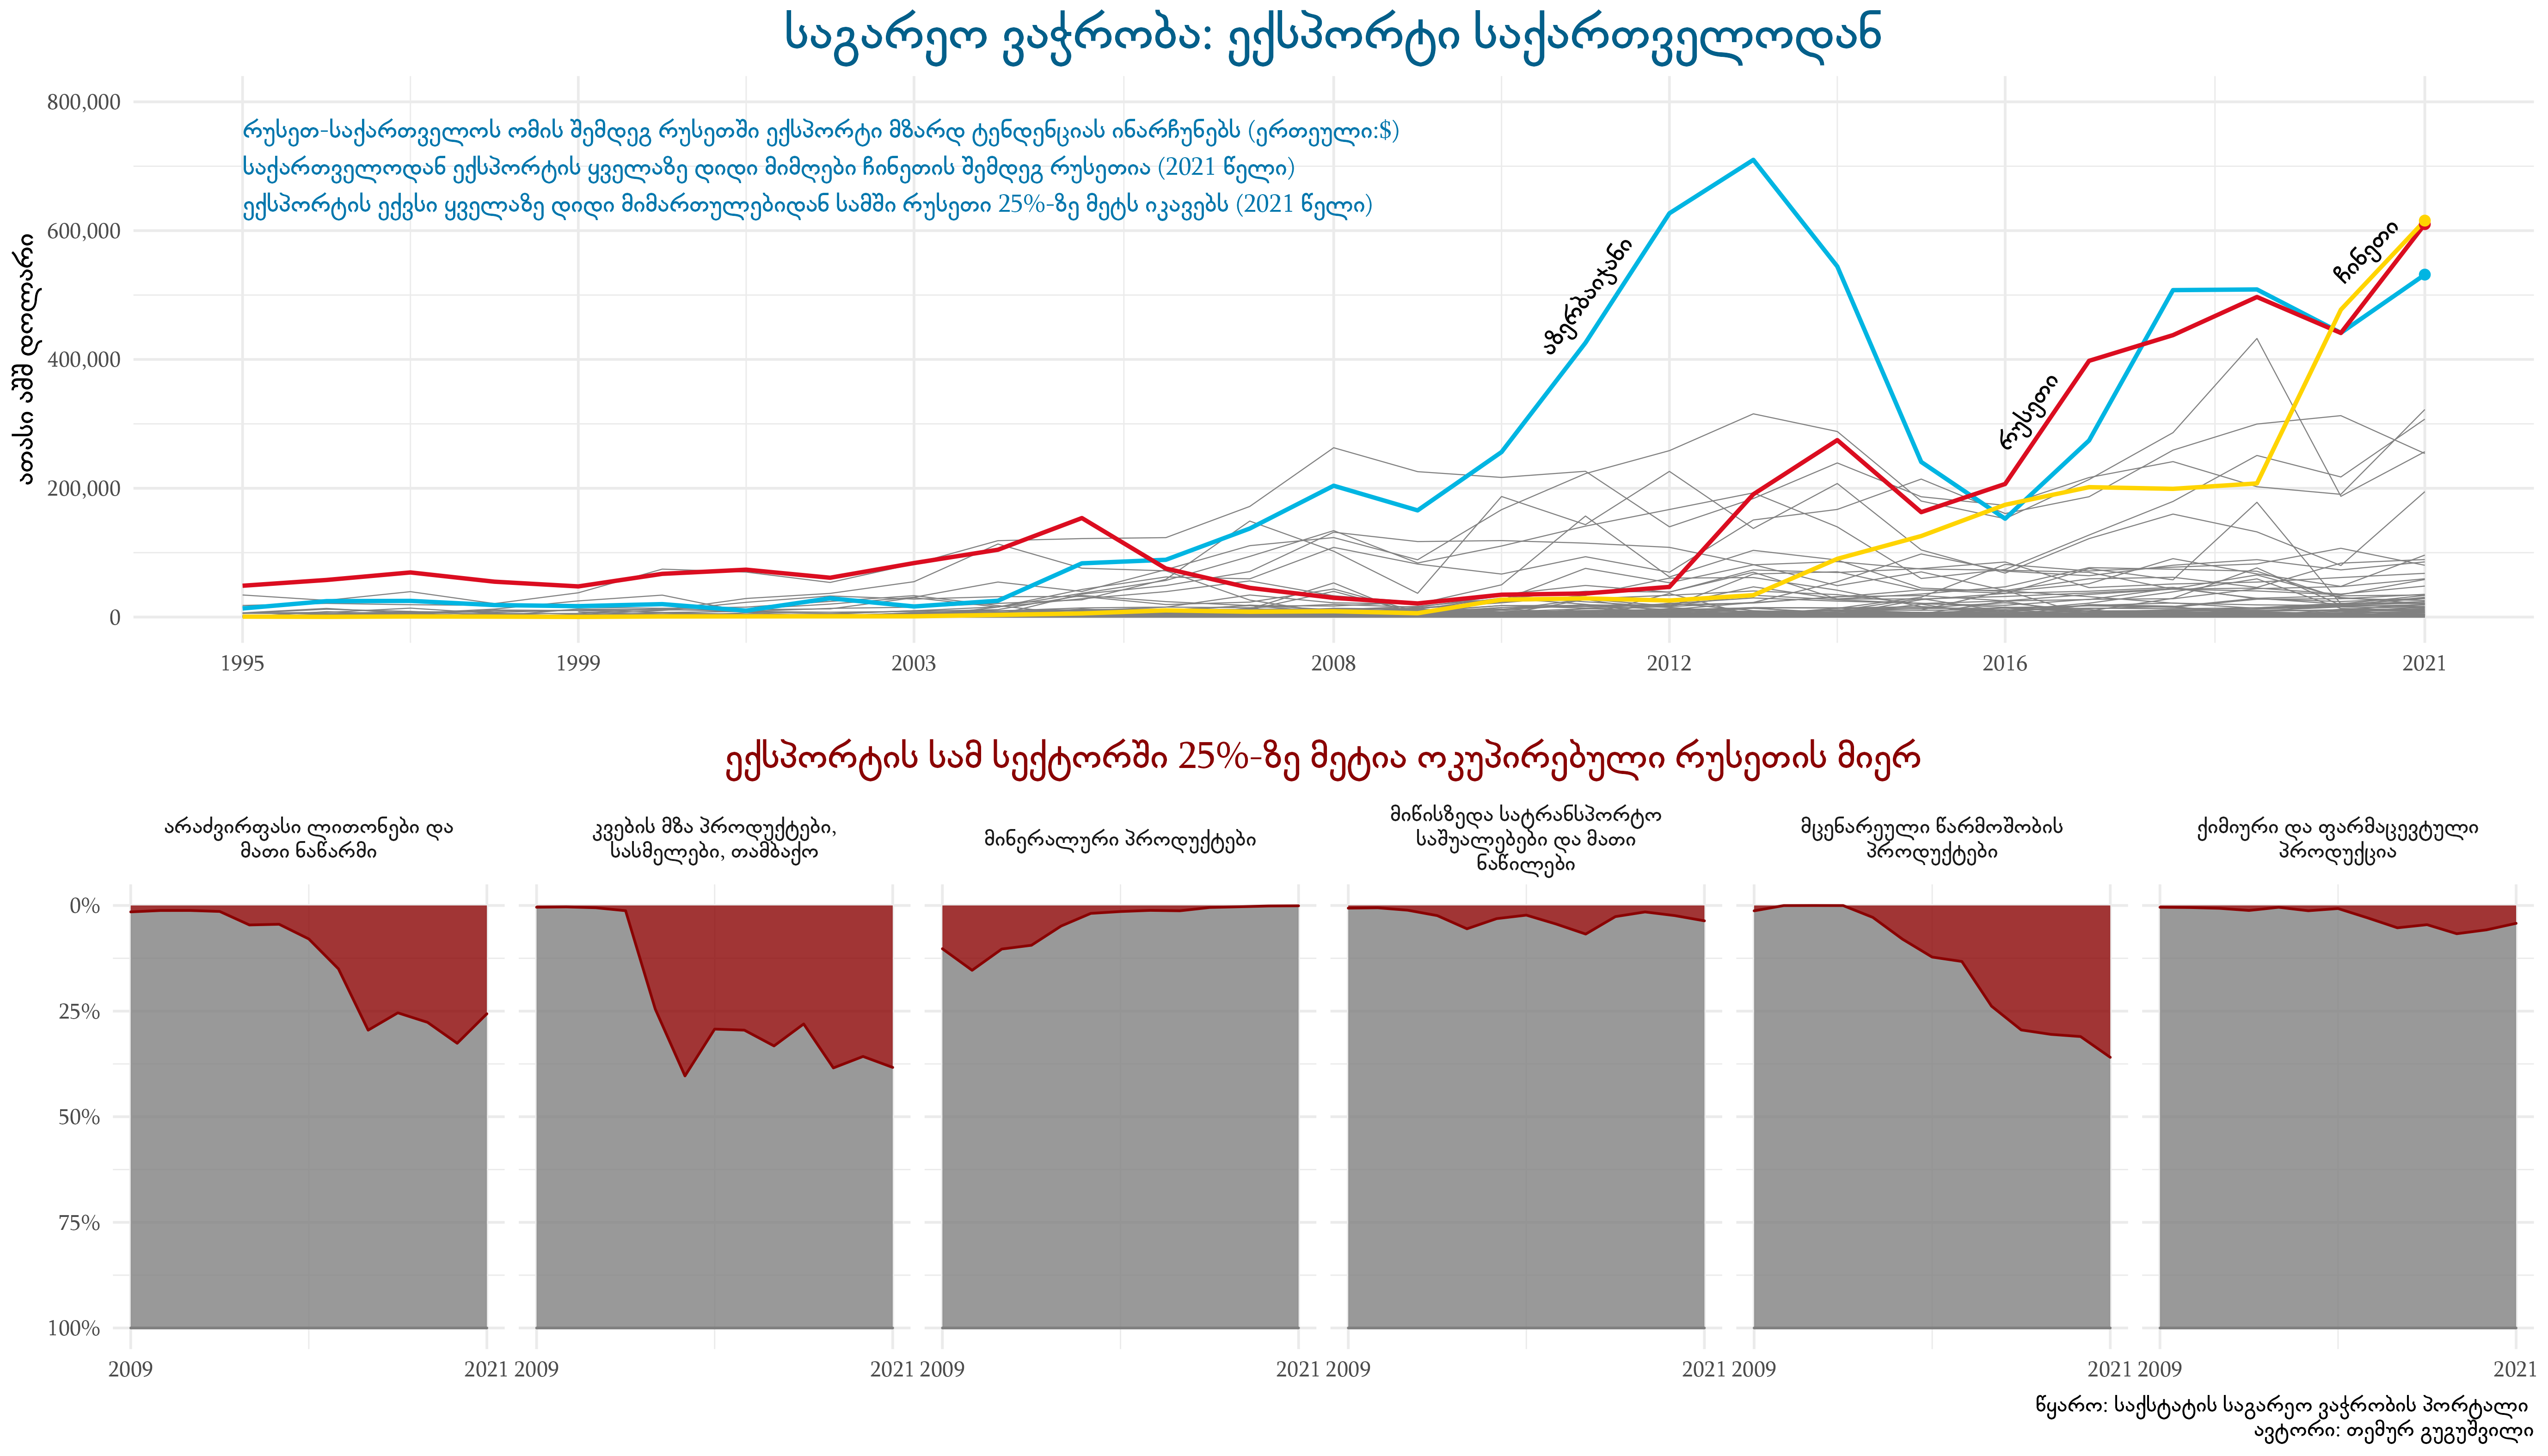 საგარეო ვაჭრობა: ექსპორტი საქართველოდან
800,000
600,000
400,000
200,000
0
ათასი აშშ დოლარი
რუსეთ-საქართველოს ომის შემდეგ რუსეთში ექსპორტი მზარდ ტენდენციას ინარჩუნებს (ერთეული:$)
საქართველოდან ექსპორტის ყველაზე დიდი მიმღები ჩინეთის შემდეგ რუსეთია (2021 წელი)
ექსპორტის ექვსი ყველაზე დიდი მიმართულებიდან სამში რუსეთი 25%-ზე მეტს იკავებს (2021 წელი)
აზერბაიჯანი
რუსეთი
ჩინეთი
1995 1999 2003 2008 2012 2016 2021
ექსპორტის სამ სექტორში 25%-ზე მეტია ოკუპირებული რუსეთის მიერ
არაძვირფასი ლითონები და
მათი ნაწარმი
კვების მზა პროდუქტები,
სასმელები, თამბაქო
მინერალური პროდუქტები
მიწისზედა სატრანსპორტო
საშუალებები და მათი
ნაწილები
მცენარეული წარმოშობის
პროდუქტები
ქიმიური და ფარმაცევტული
პროდუქცია
0%
25%
50%
75%
100%
2009 2021 2009 2021 2009 2021 2009 2021 2009 2021 2009 2021
წყარო: საქსტატის საგარეო ვაჭრობის პორტალი
ავტორი: თემურ გუგუშვილი